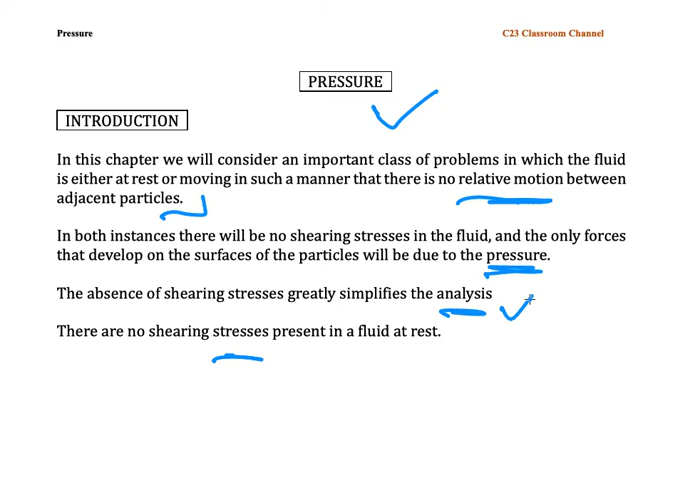 Pressure
C23 Classroom Channel
PRESSURE
INTRODUCTION
In this chapter we will consider an important class of problems in which the fluid
is either at rest or moving in such a manner that there is no relative motion between
adjacent particles.
In both instances there will be no shearing stresses in the fluid, and the only forces
that develop on the surfaces of the particles will be due to the pressure.
The absence of shearing stresses greatly simplifies the analysis
There are no shearing stresses present in a fluid at rest.